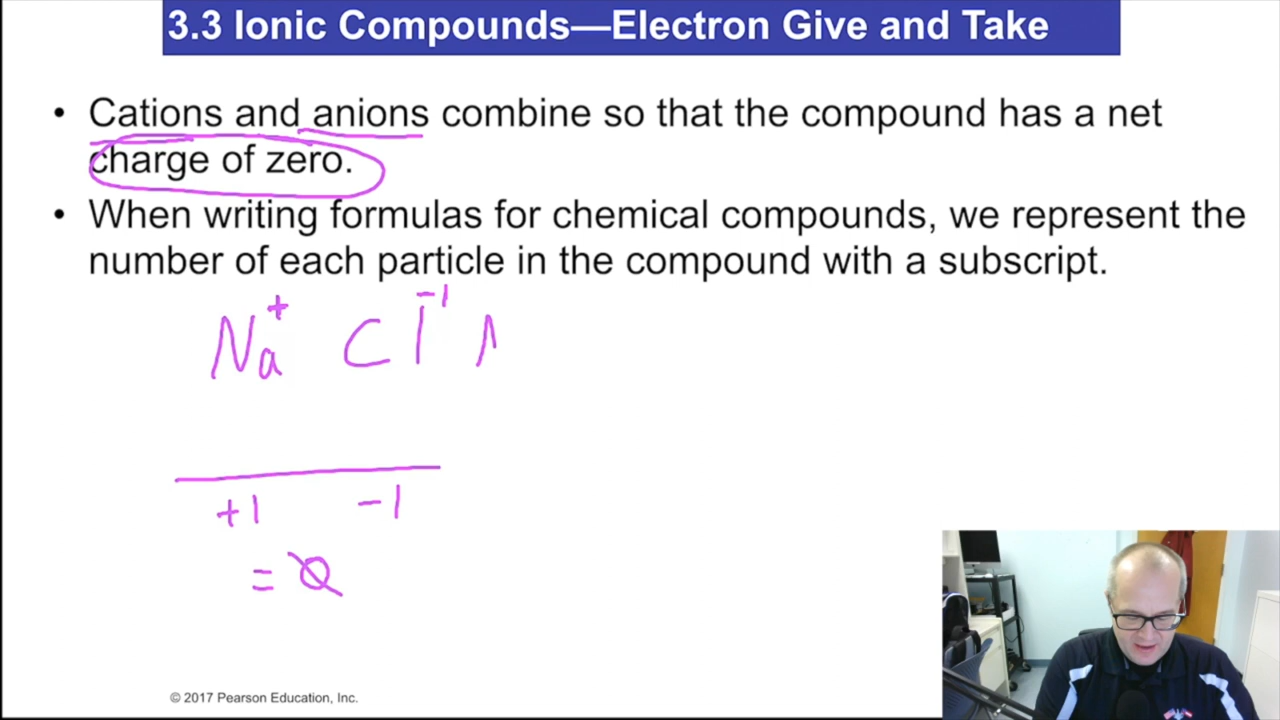 3.3 Ionic Compounds—Electron Give and Take
• Cations and anions combine so that the compound has a net
charge of zero.
• When writing formulas for chemical compounds, we represent the
number of each particle in the compound with a subscript.
Na⁺ Cl⁻¹
+1 -1
= 0
© 2017 Pearson Education, Inc.